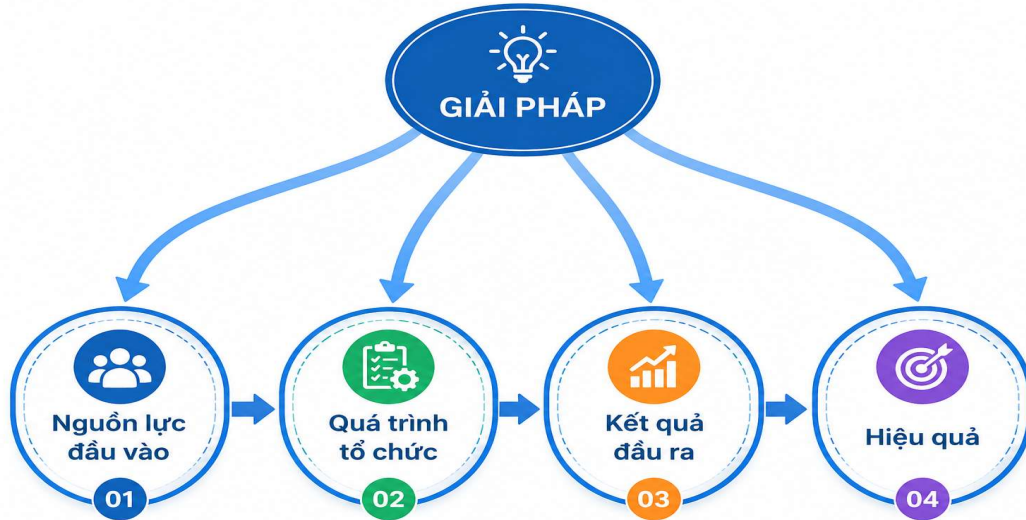 GIẢI PHÁP
Nguồn lực
đầu vào
01
Quá trình
tổ chức
02
Kết quả
đầu ra
03
Hiệu quả
04